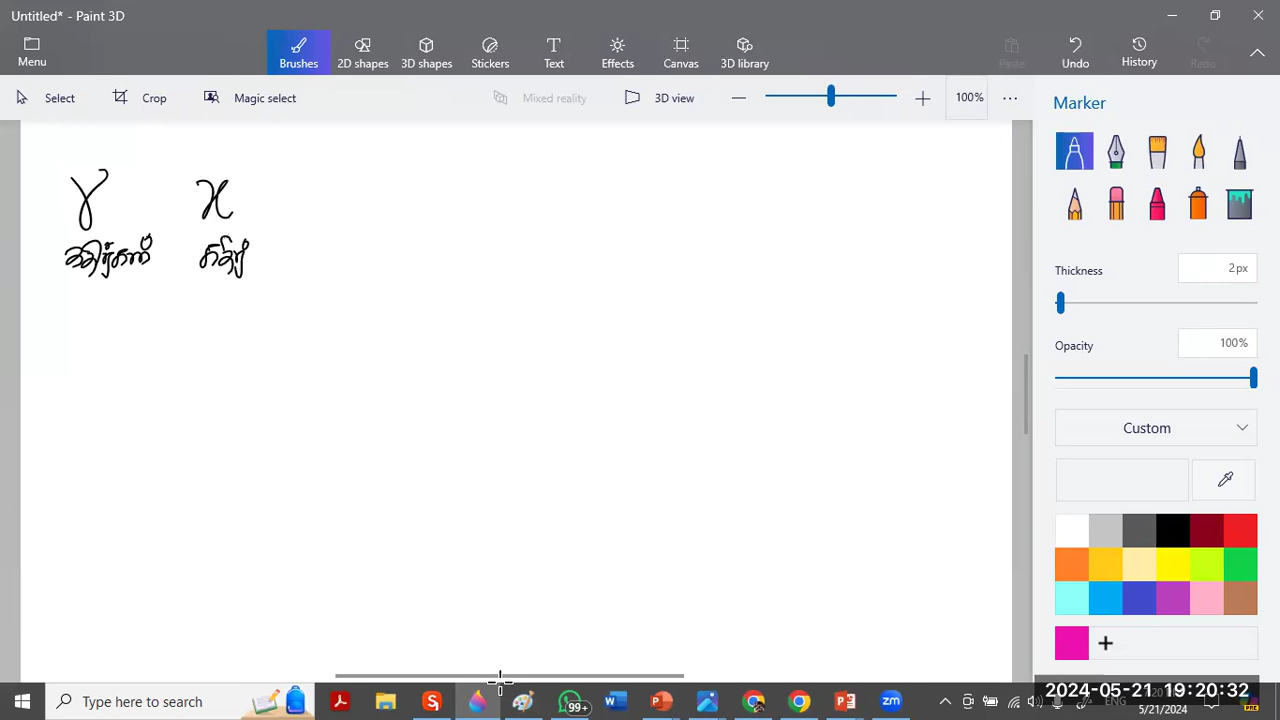 Untitled* - Paint 3D
Menu
Brushes 2D shapes 3D shapes Stickers Text Effects Canvas 3D library Paste Undo History Redo
Select Crop Magic select Mixed reality 3D view 100%
Marker
γ x
Thickness 2px
Opacity 100%
Custom
Type here to search
99+
ENG
2024-05-21 19:20:32
5/21/2024